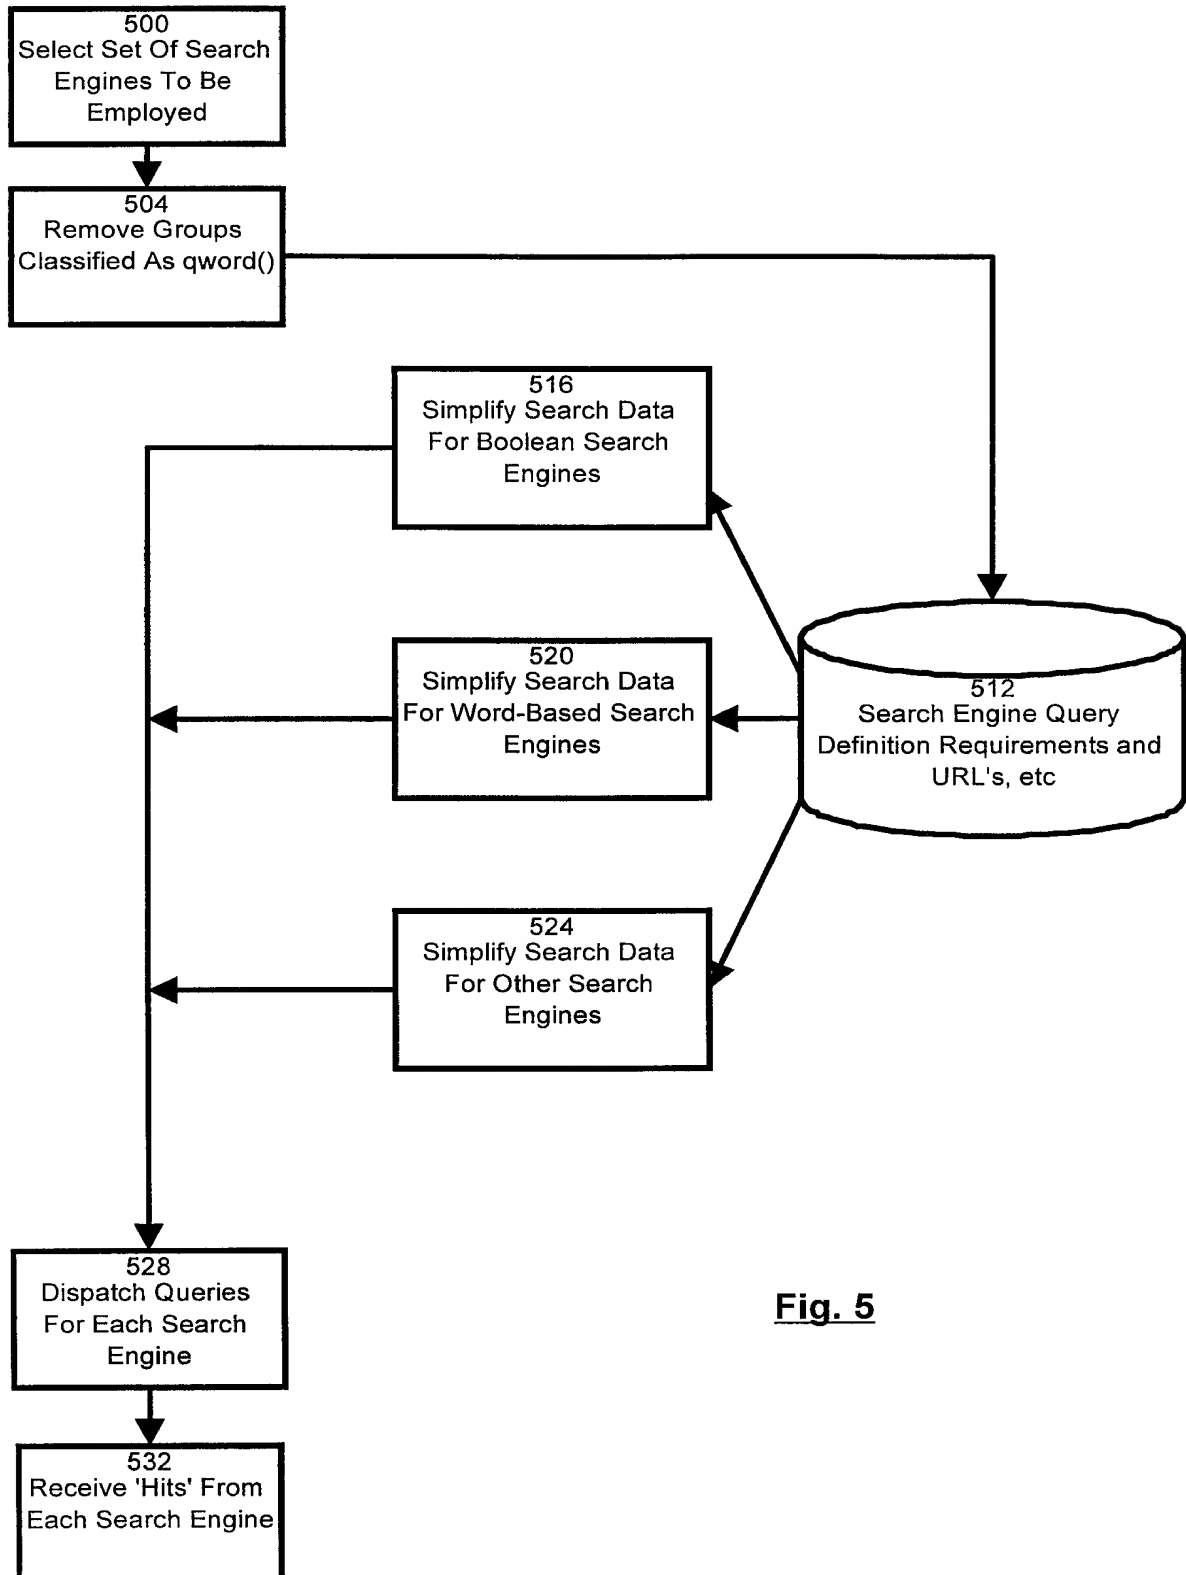 500
Select Set Of Search
Engines To Be
Employed
504
Remove Groups
Classified As qword()
516
Simplify Search Data
For Boolean Search
Engines
520
Simplify Search Data
For Word-Based Search
Engines
512
Search Engine Query
Definition Requirements and
URL's, etc
524
Simplify Search Data
For Other Search
Engines
528
Dispatch Queries
For Each Search
Engine
Fig. 5
532
Receive 'Hits' From
Each Search Engine